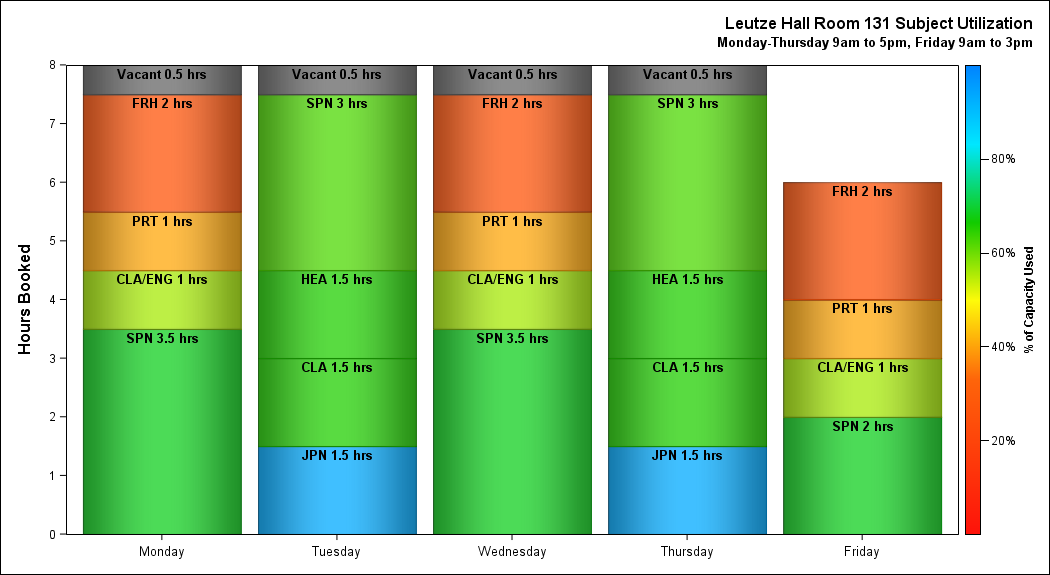 Leutze Hall Room 131 Subject Utilization
Monday-Thursday 9am to 5pm, Friday 9am to 3pm
Hours Booked
8
7
6
5
4
3
2
1
0
Vacant 0.5 hrs
FRH 2 hrs
PRT 1 hrs
CLA/ENG 1 hrs
SPN 3.5 hrs
Monday
Vacant 0.5 hrs
SPN 3 hrs
HEA 1.5 hrs
CLA 1.5 hrs
JPN 1.5 hrs
Tuesday
Vacant 0.5 hrs
FRH 2 hrs
PRT 1 hrs
CLA/ENG 1 hrs
SPN 3.5 hrs
Wednesday
Vacant 0.5 hrs
SPN 3 hrs
HEA 1.5 hrs
CLA 1.5 hrs
JPN 1.5 hrs
Thursday
FRH 2 hrs
PRT 1 hrs
CLA/ENG 1 hrs
SPN 2 hrs
Friday
80%
60%
40%
20%
% of Capacity Used